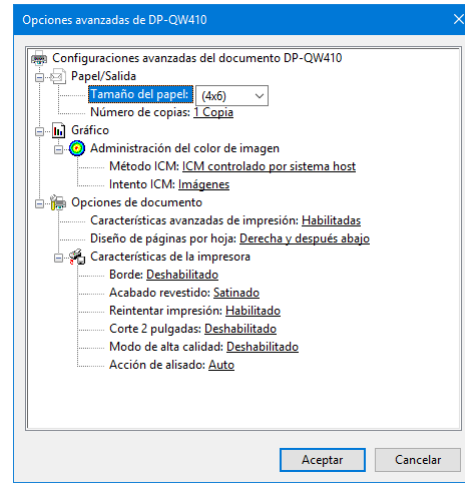 Opciones avanzadas de DP-QW410
Configuraciones avanzadas del documento DP-QW410
Papel/Salida
Tamaño del papel: (4x6)
Número de copias: 1 Copia
Gráfico
Administración del color de imagen
Método ICM: ICM controlado por sistema host
Intento ICM: Imágenes
Opciones de documento
Características avanzadas de impresión: Habilitadas
Diseño de páginas por hoja: Derecha y después abajo
Características de la impresora
Borde: Deshabilitado
Acabado revestido: Satinado
Reintentar impresión: Habilitado
Corte 2 pulgadas: Deshabilitado
Modo de alta calidad: Deshabilitado
Acción de alisado: Auto
Aceptar Cancelar